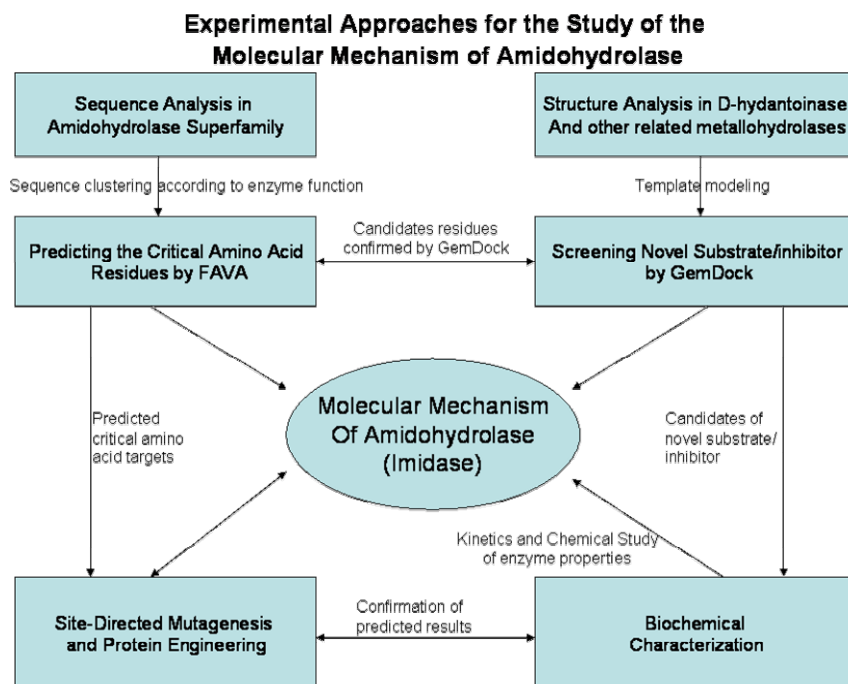 Experimental Approaches for the Study of the
Molecular Mechanism of Amidohydrolase
Sequence Analysis in
Amidohydrolase Superfamily
Structure Analysis in D-hydantoinase
And other related metallohydrolases
Sequence clustering according to enzyme function
Template modeling
Predicting the Critical Amino Acid
Residues by FAVA
Candidates residues
confirmed by GemDock
Screening Novel Substrate/inhibitor
by GemDock
Molecular Mechanism
Of Amidohydrolase
(Imidase)
Predicted
critical amino
acid targets
Candidates of
novel substrate/
inhibitor
Kinetics and Chemical Study
of enzyme properties
Site-Directed Mutagenesis
and Protein Engineering
Confirmation of
predicted results
Biochemical
Characterization